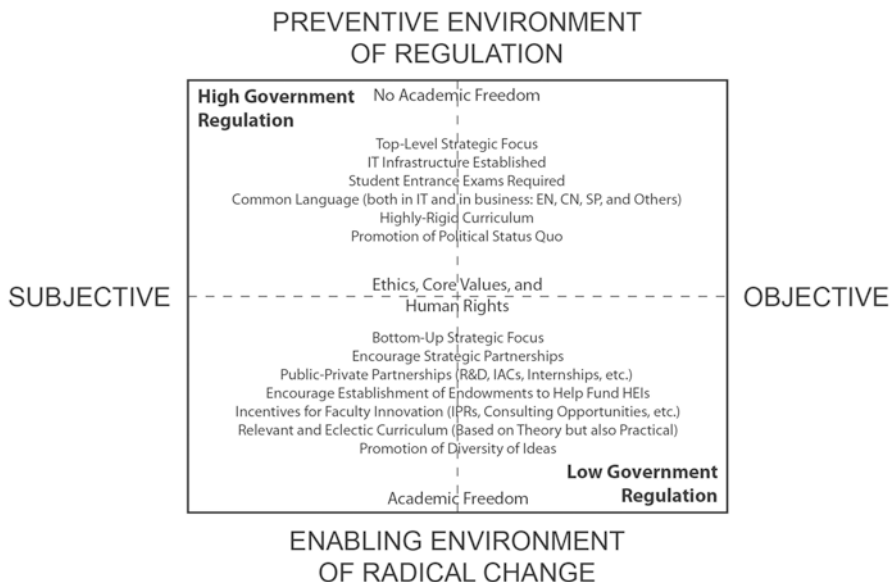 PREVENTIVE ENVIRONMENT
OF REGULATION
High Government
Regulation
No Academic Freedom
Top-Level Strategic Focus
IT Infrastructure Established
Student Entrance Exams Required
Common Language (both in IT and in business: EN, CN, SP, and Others)
Highly-Rigid Curriculum
Promotion of Political Status Quo
SUBJECTIVE
Ethics, Core Values, and
Human Rights
OBJECTIVE
Bottom-Up Strategic Focus
Encourage Strategic Partnerships
Public-Private Partnerships (R&D, IACs, Internships, etc.)
Encourage Establishment of Endowments to Help Fund HEIs
Incentives for Faculty Innovation (IPRs, Consulting Opportunities, etc.)
Relevant and Eclectic Curriculum (Based on Theory but also Practical)
Promotion of Diversity of Ideas
Low Government
Regulation
Academic Freedom
ENABLING ENVIRONMENT
OF RADICAL CHANGE